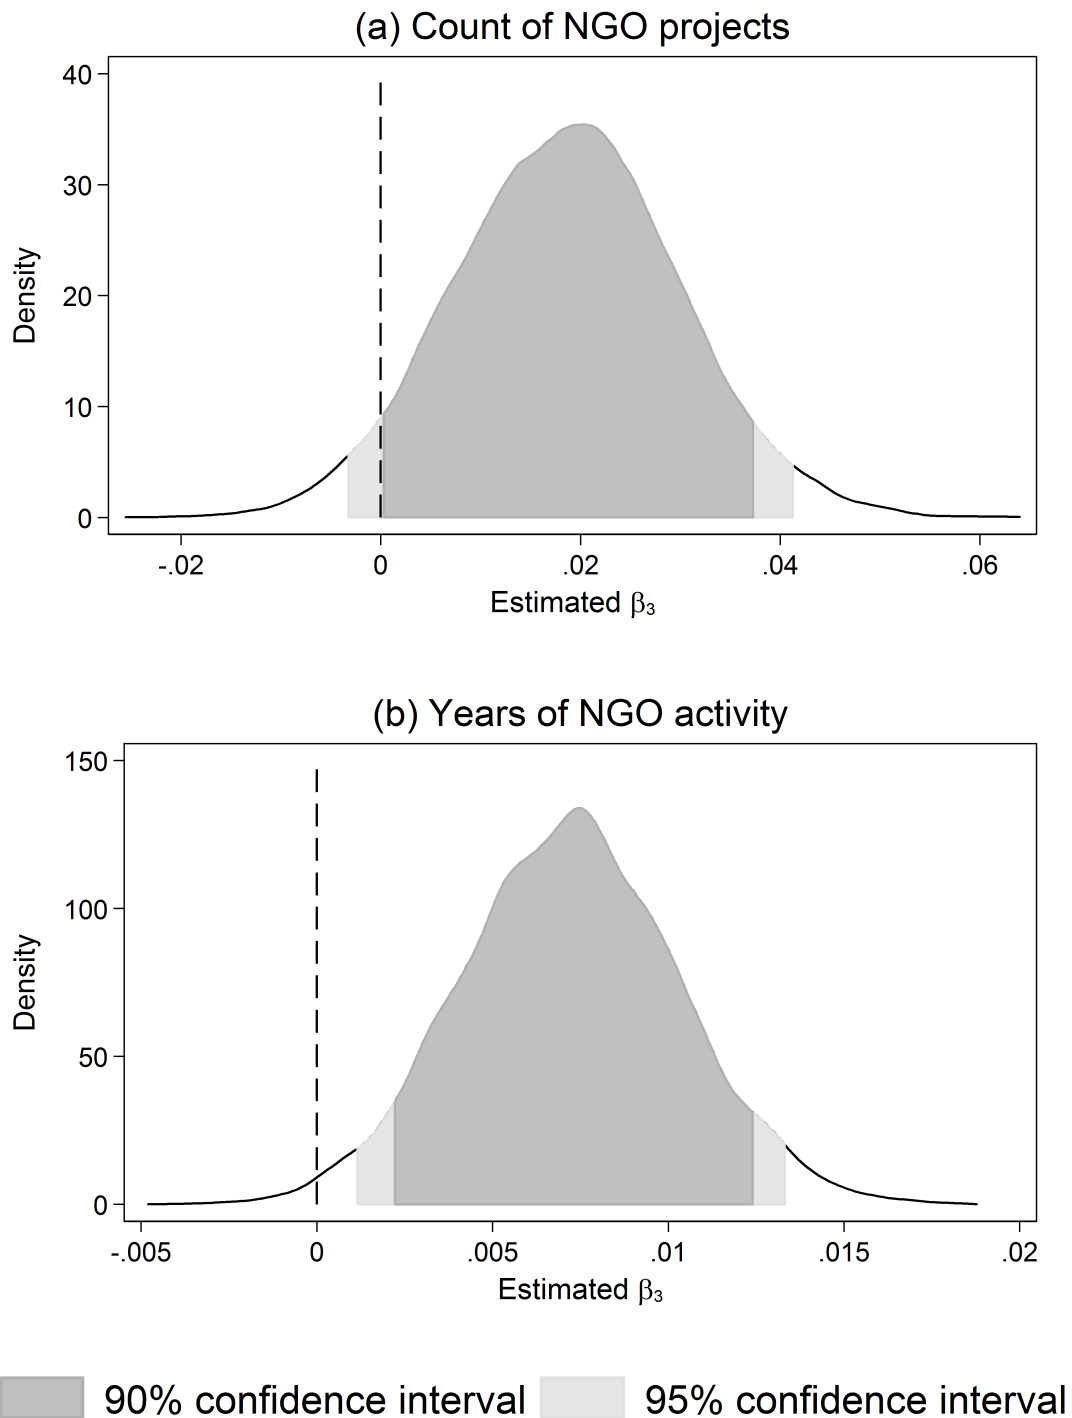 (a) Count of NGO projects
40
30
20
10
0
Density
-.02 0 .02 .04 .06
Estimated β₃
(b) Years of NGO activity
150
100
50
0
Density
-.005 0 .005 .01 .015 .02
Estimated β₃
90% confidence interval 95% confidence interval